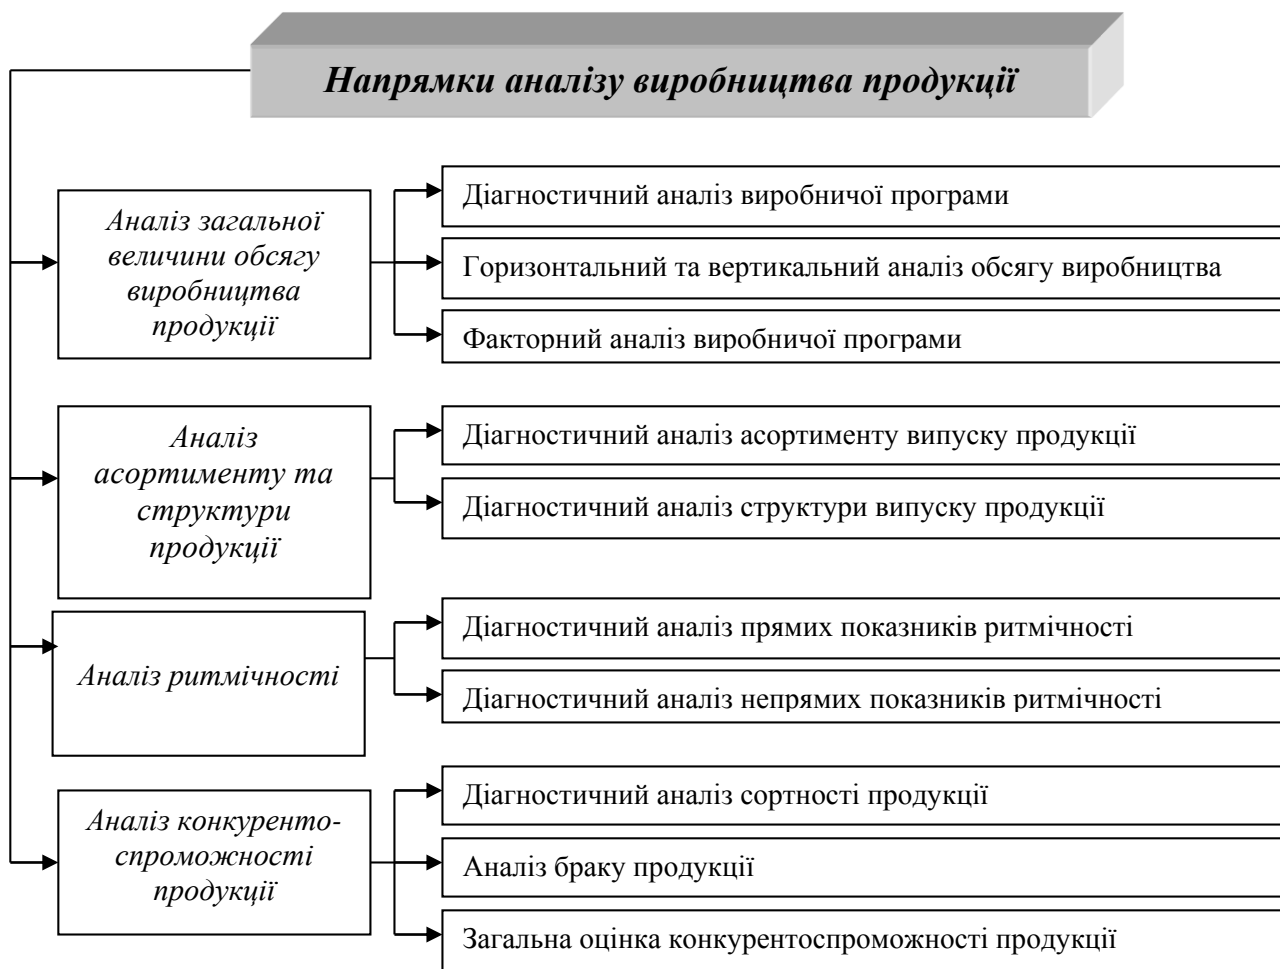 Напрямки аналізу виробництва продукції
Аналіз загальної
величини обсягу
виробництва
продукції
Діагностичний аналіз виробничої програми
Горизонтальний та вертикальний аналіз обсягу виробництва
Факторний аналіз виробничої програми
Аналіз
асортименту та
структури
продукції
Діагностичний аналіз асортименту випуску продукції
Діагностичний аналіз структури випуску продукції
Аналіз ритмічності
Діагностичний аналіз прямих показників ритмічності
Діагностичний аналіз непрямих показників ритмічності
Аналіз конкуренто-
спроможності
продукції
Діагностичний аналіз сортності продукції
Аналіз браку продукції
Загальна оцінка конкурентоспроможності продукції